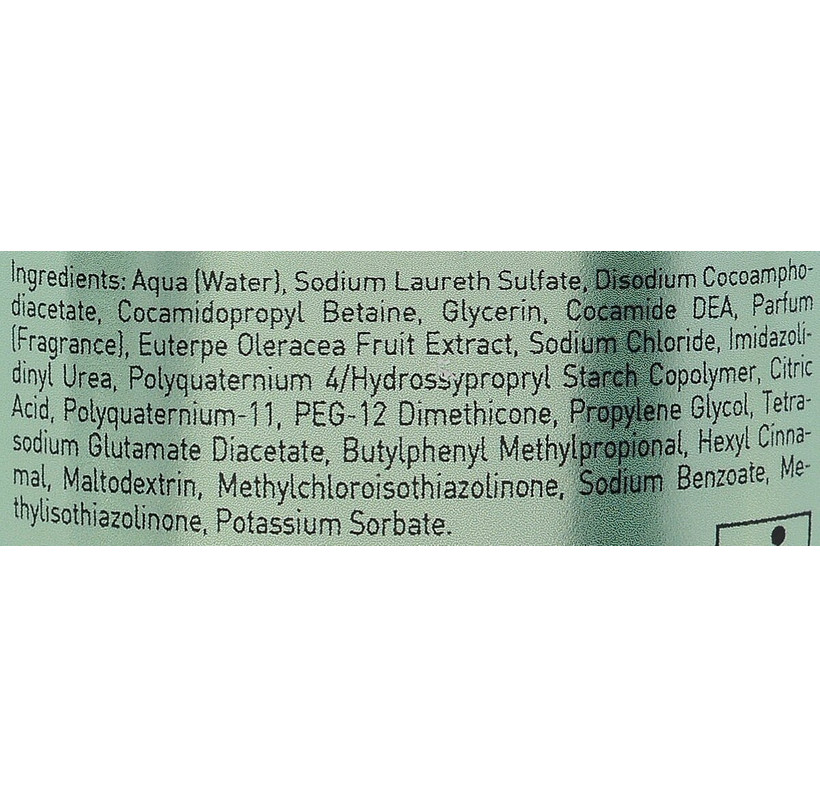 Ingredients: Aqua (Water), Sodium Laureth Sulfate, Disodium Cocoampho-
diacetate, Cocamidopropyl Betaine, Glycerin, Cocamide DEA, Parfum
(Fragrance), Euterpe Oleracea Fruit Extract, Sodium Chloride, Imidazoli-
dinyl Urea, Polyquaternium 4/Hydrossypropryl Starch Copolymer, Citric
Acid, Polyquaternium-11, PEG-12 Dimethicone, Propylene Glycol, Tetra-
sodium Glutamate Diacetate, Butylphenyl Methylpropional, Hexyl Cinna-
mal, Maltodextrin, Methylchloroisothiazolinone, Sodium Benzoate, Me-
thylisothiazolinone, Potassium Sorbate.